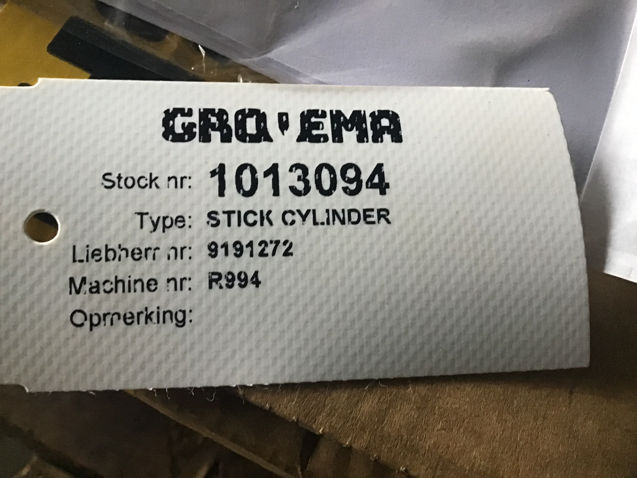 GRO'EMA
Stock nr: 1013094
Type: STICK CYLINDER
Liebherr nr: 9191272
Machine nr: R994
Opmerking: